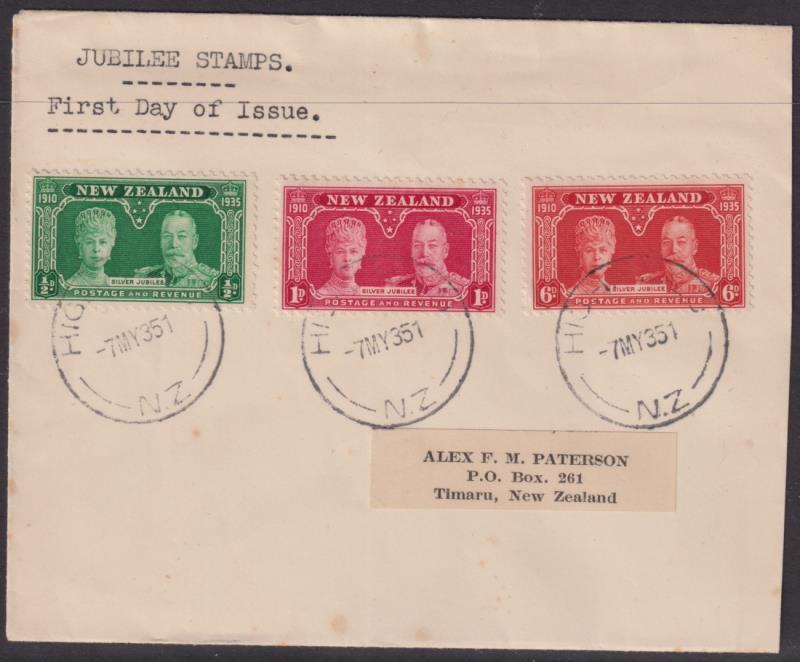 JUBILEE STAMPS.
First Day of Issue.
NEW ZEALAND
1910 1935
SILVER JUBILEE
½D ½D
POSTAGE AND REVENUE
NEW ZEALAND
1910 1935
SILVER JUBILEE
1D 1D
POSTAGE AND REVENUE
NEW ZEALAND
1910 1935
SILVER JUBILEE
6D 6D
POSTAGE AND REVENUE
-7MY351
N.Z
-7MY351
N.Z
-7MY351
N.Z
ALEX F. M. PATERSON
P.O. Box. 261
Timaru, New Zealand